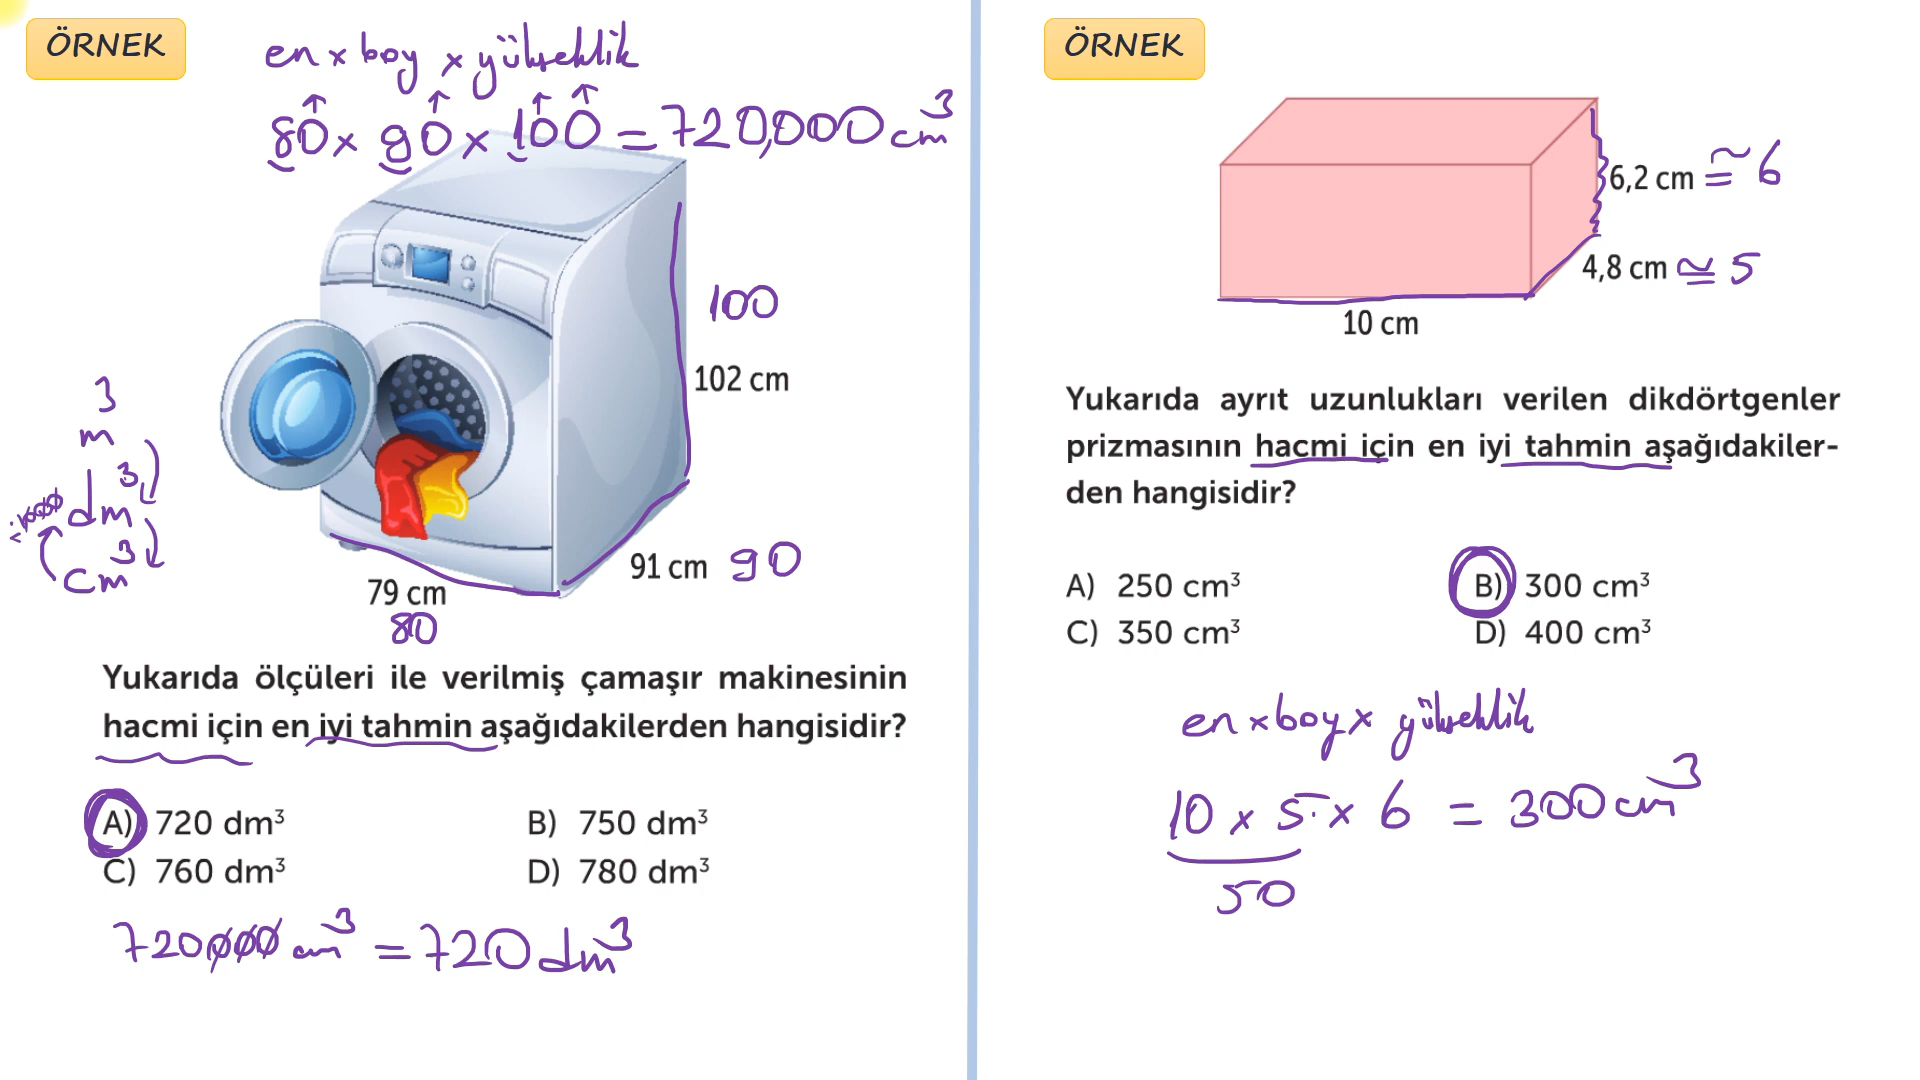 ÖRNEK
en x boy x yükseklik
80 x 90 x 100 = 720,000 cm³
100
102 cm
3
m
dm³
:1000
cm³
91 cm 90
79 cm
80
Yukarıda ölçüleri ile verilmiş çamaşır makinesinin
hacmi için en iyi tahmin aşağıdakilerden hangisidir?
A) 720 dm³ B) 750 dm³
C) 760 dm³ D) 780 dm³
720000 cm³ = 720 dm³
ÖRNEK
6,2 cm ≅ 6
4,8 cm ≅ 5
10 cm
Yukarıda ayrıt uzunlukları verilen dikdörtgenler
prizmasının hacmi için en iyi tahmin aşağıdakiler-
den hangisidir?
A) 250 cm³ B) 300 cm³
C) 350 cm³ D) 400 cm³
en x boy x yükseklik
10 x 5 x 6 = 300 cm³
50